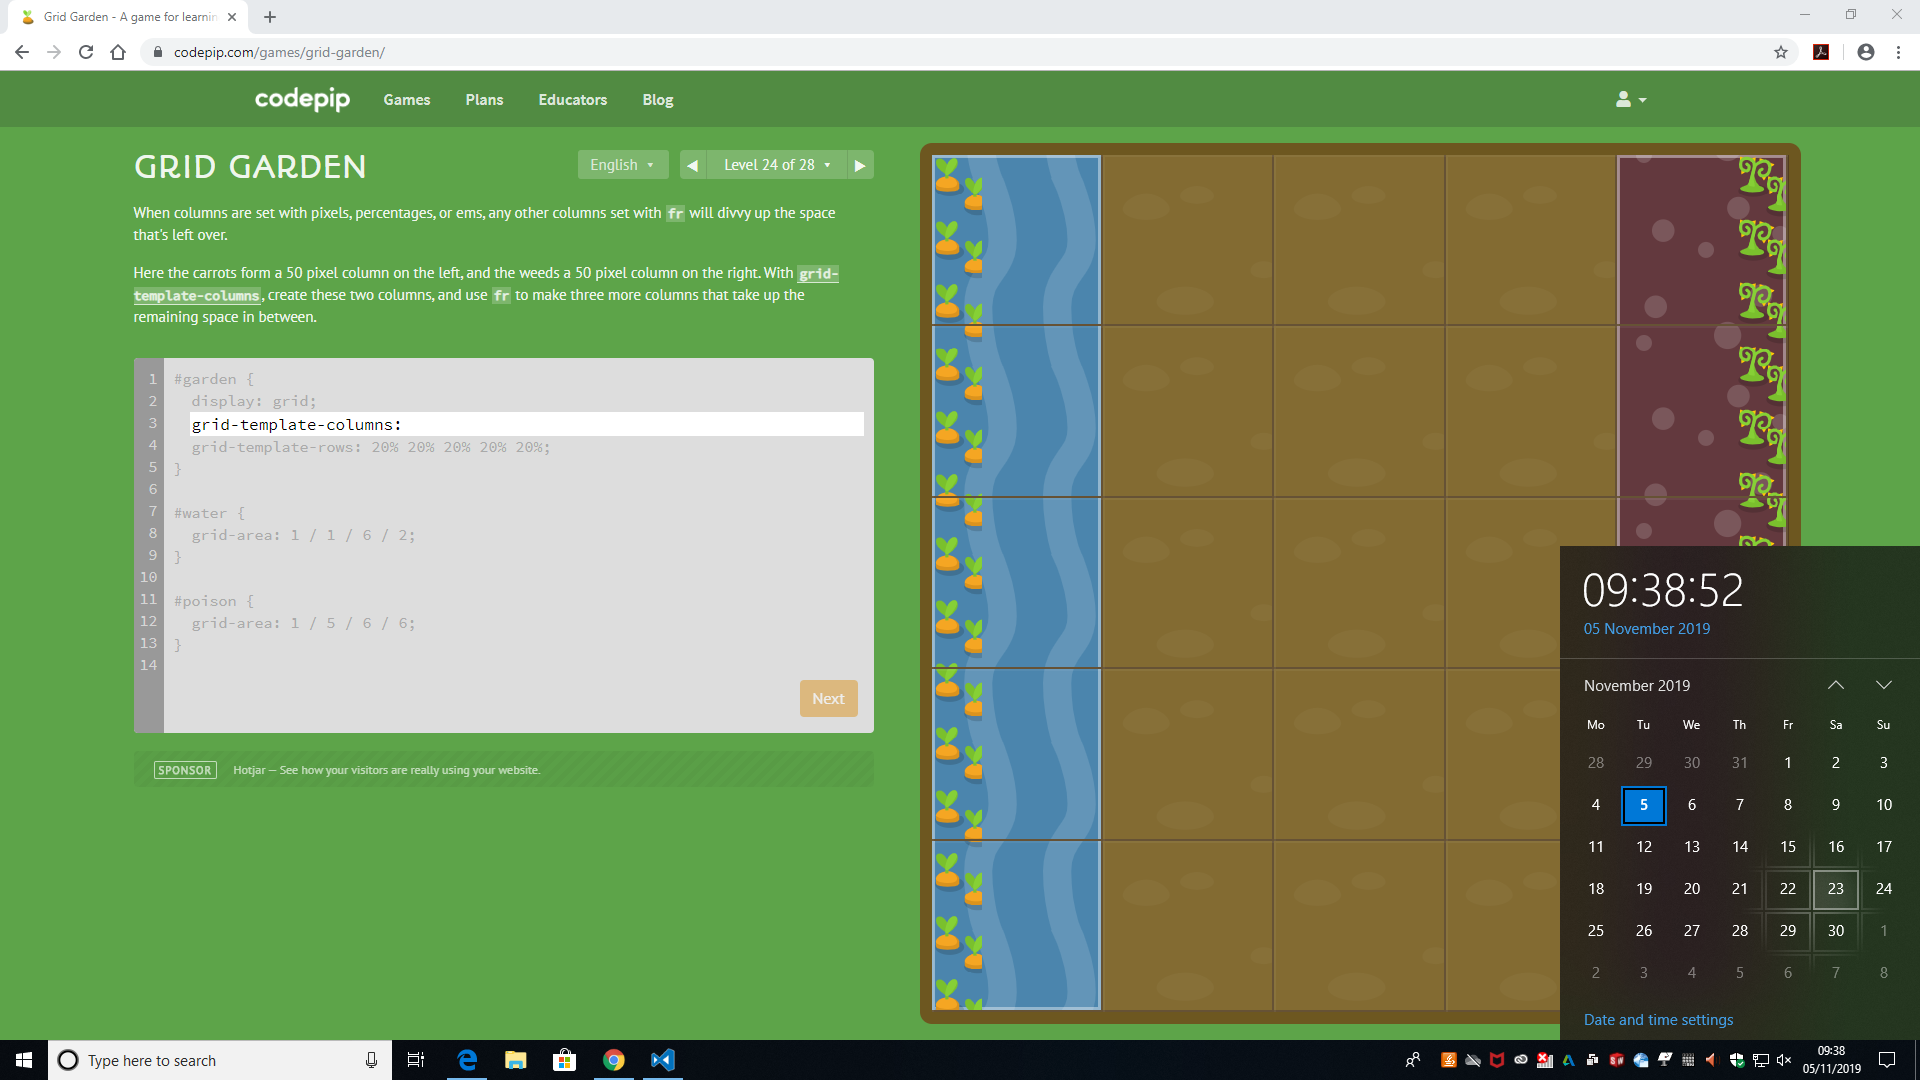 Grid Garden - A game for learnin
codepip.com/games/grid-garden/
codepip
Games
Plans
Educators
Blog
GRID GARDEN
English
Level 24 of 28
When columns are set with pixels, percentages, or ems, any other columns set with fr will divvy up the space
that's left over.
Here the carrots form a 50 pixel column on the left, and the weeds a 50 pixel column on the right. With grid-
template-columns, create these two columns, and use fr to make three more columns that take up the
remaining space in between.
1 #garden {
2 display: grid;
3 grid-template-columns:
4 grid-template-rows: 20% 20% 20% 20% 20%;
5 }
6
7 #water {
8 grid-area: 1 / 1 / 6 / 2;
9 }
10
11 #poison {
12 grid-area: 1 / 5 / 6 / 6;
13 }
14
Next
SPONSOR Hotjar — See how your visitors are really using your website.
09:38:52
05 November 2019
November 2019
Mo Tu We Th Fr Sa Su
28 29 30 31 1 2 3
4 5 6 7 8 9 10
11 12 13 14 15 16 17
18 19 20 21 22 23 24
25 26 27 28 29 30 1
2 3 4 5 6 7 8
Date and time settings
Type here to search
09:38
05/11/2019